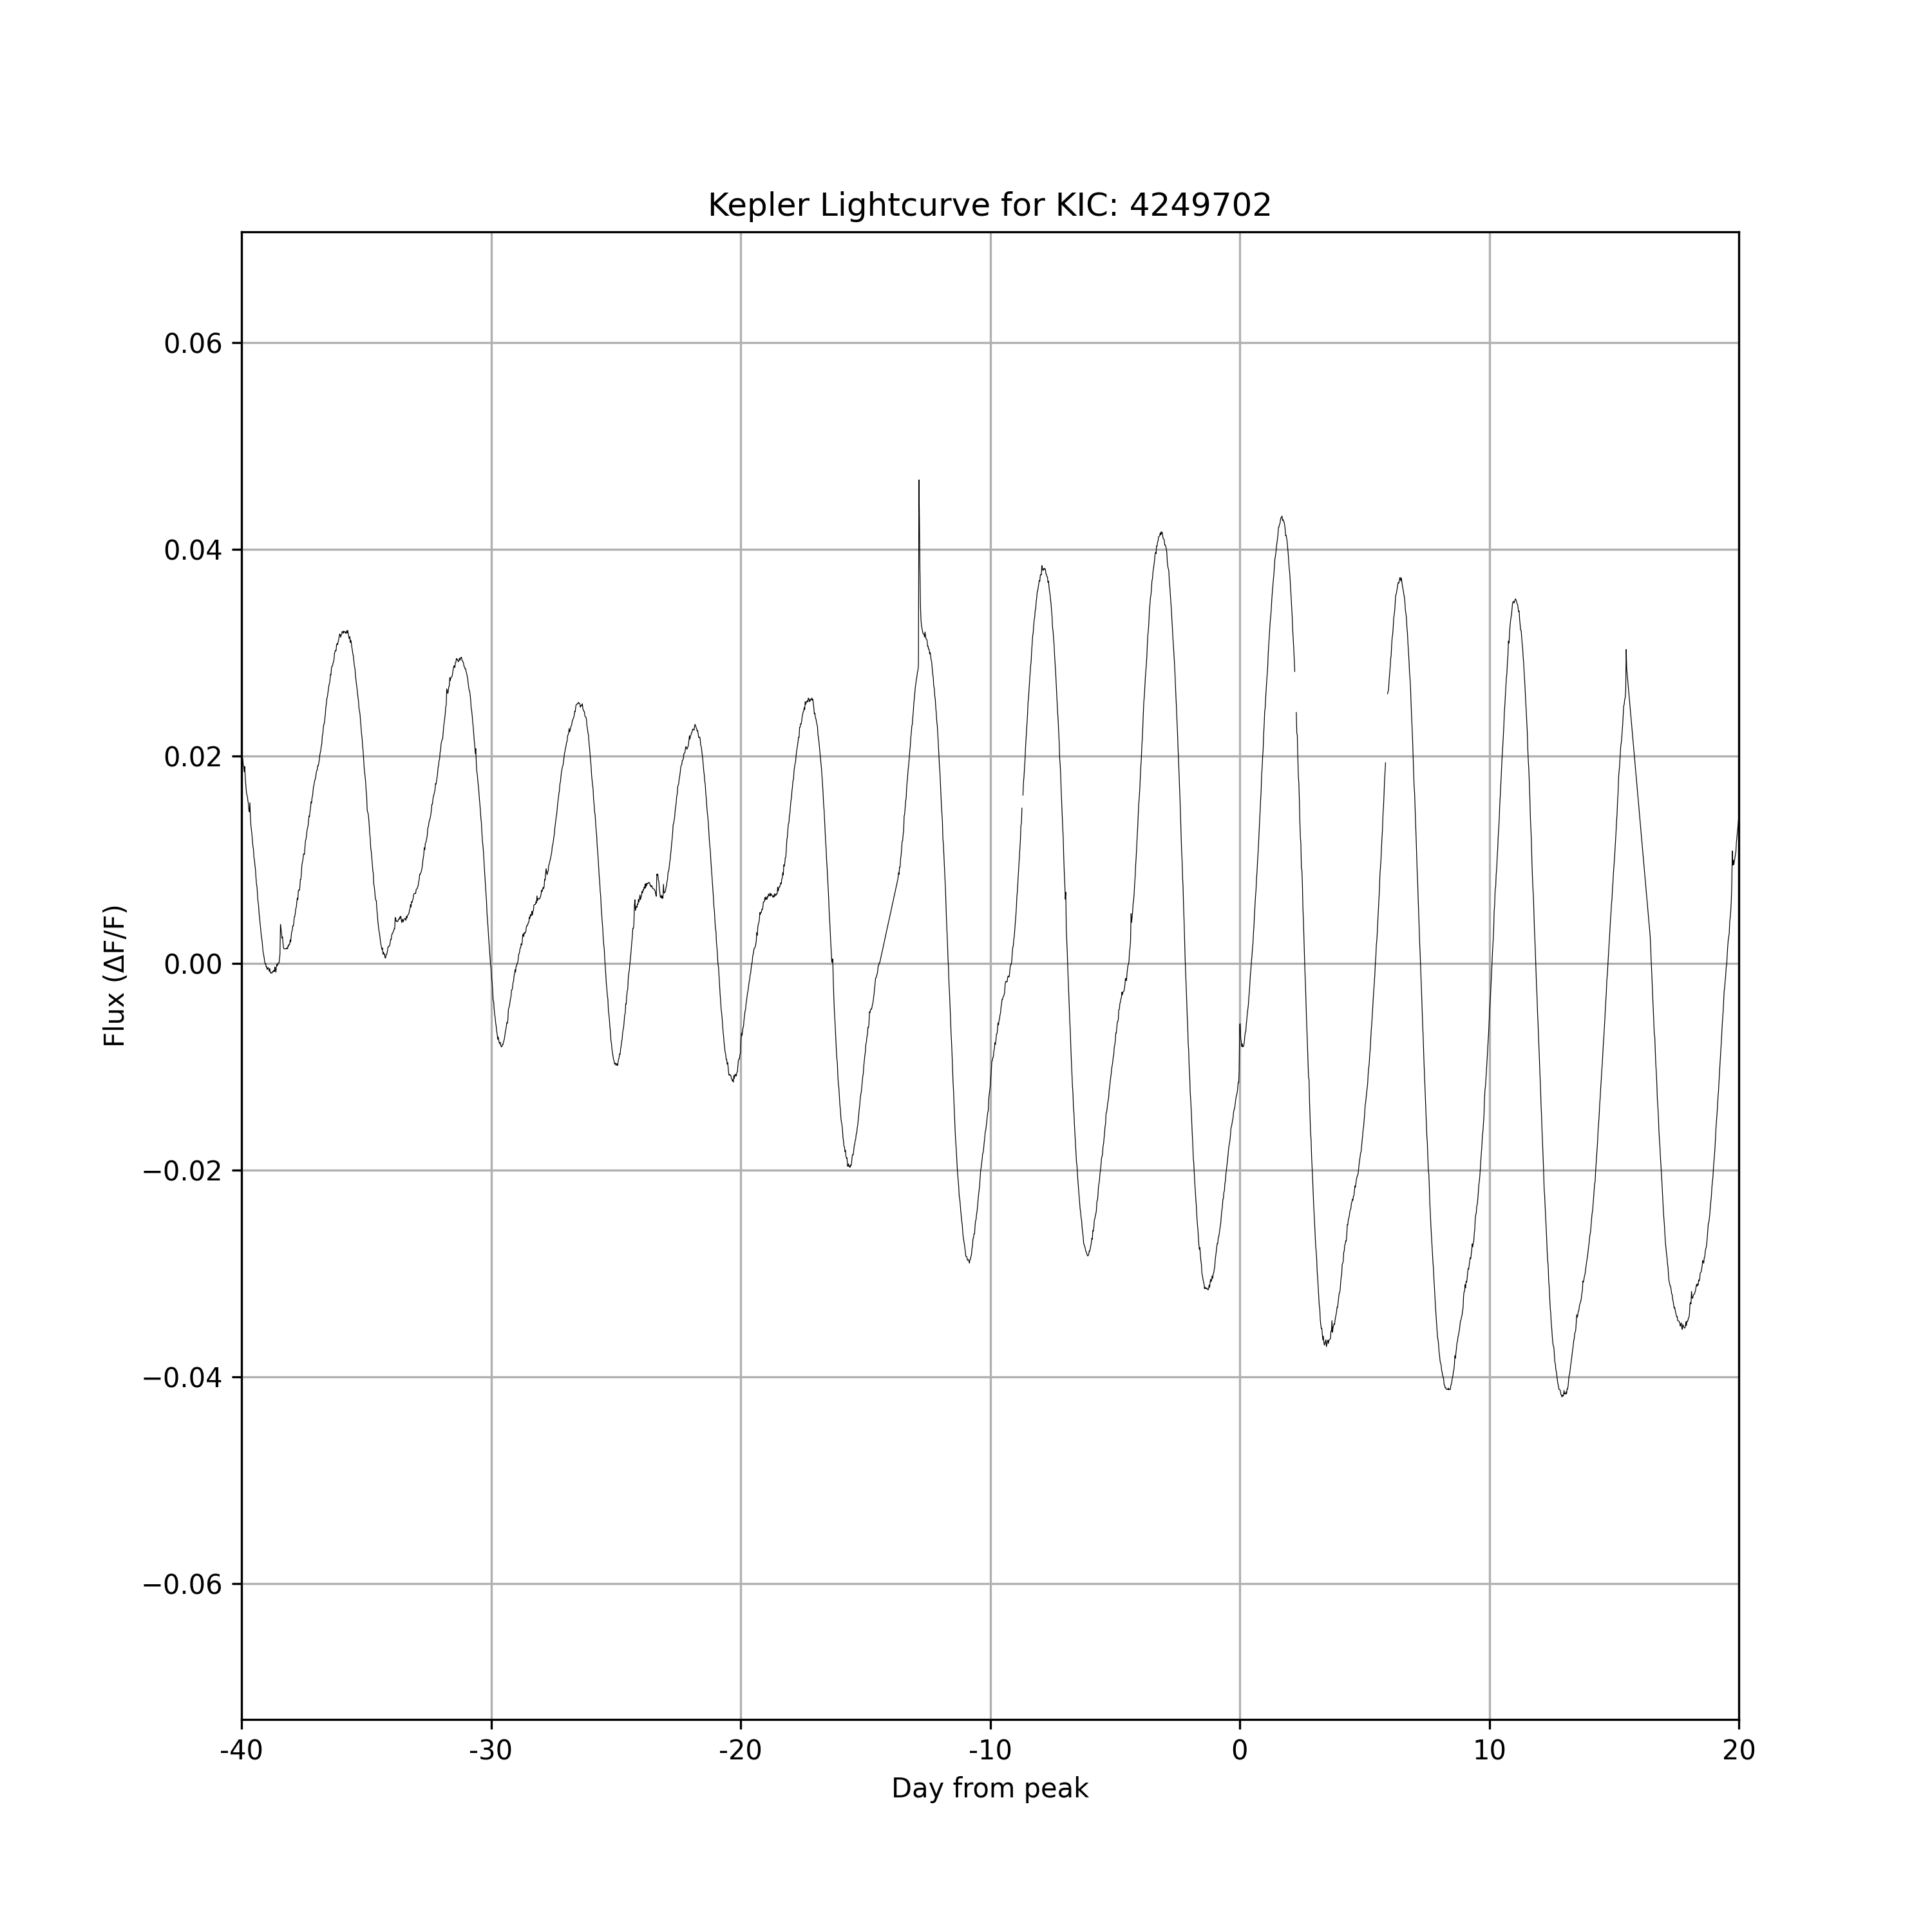 Kepler Lightcurve for KIC: 4249702
0.06
0.04
0.02
0.00
−0.02
−0.04
−0.06
Flux (ΔF/F)
-40 -30 -20 -10 0 10 20
Day from peak